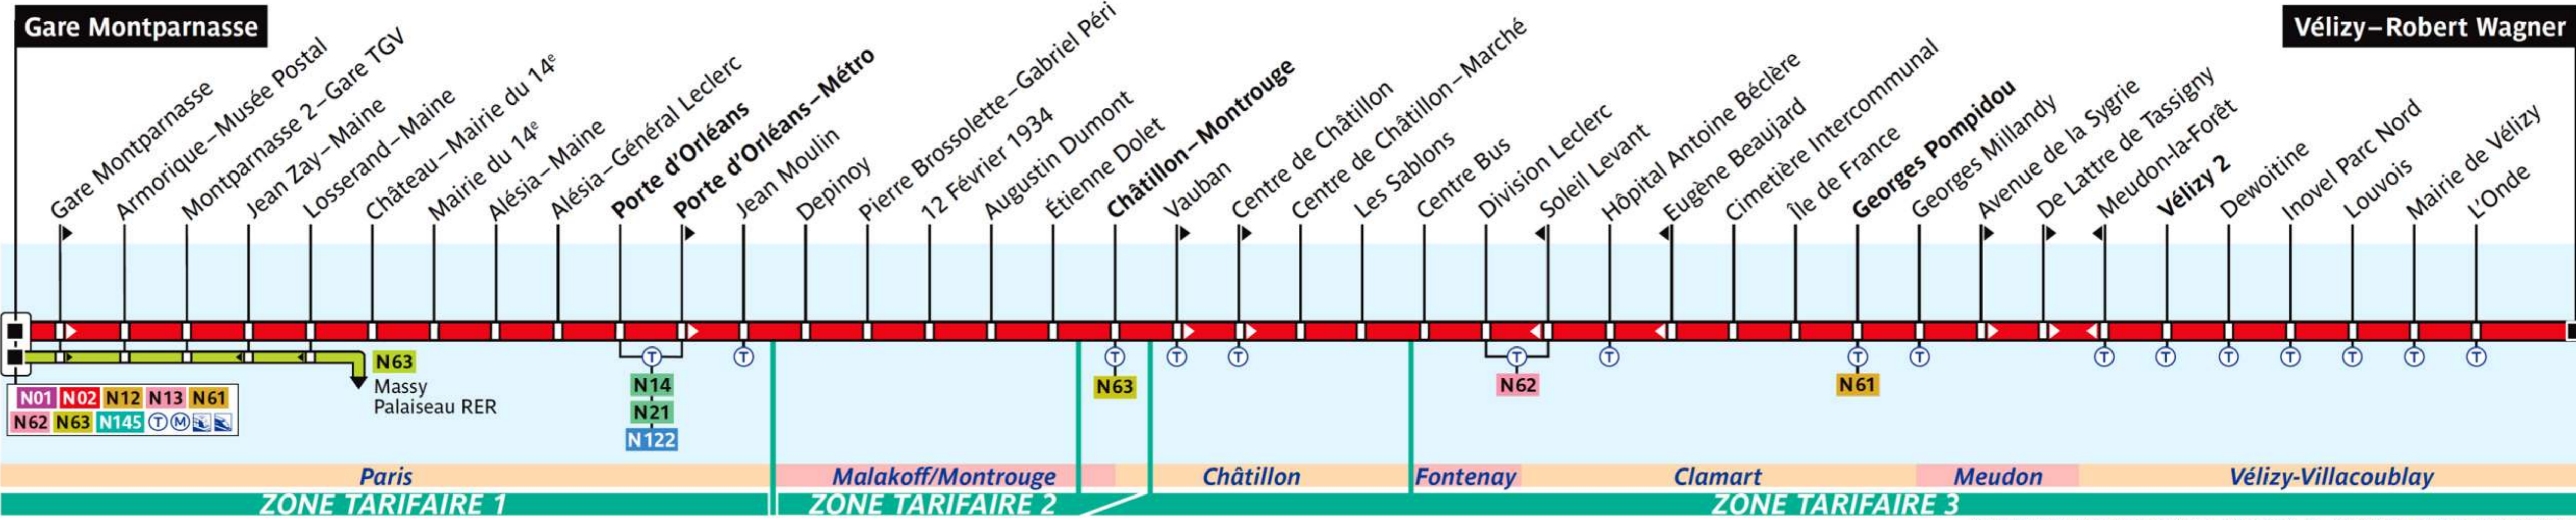 Gare Montparnasse
Vélizy–Robert Wagner
Gare Montparnasse
Armorique–Musée Postal
Montparnasse 2–Gare TGV
Jean Zay–Maine
Losserand–Maine
Château–Mairie du 14e
Mairie du 14e
Alésia–Maine
Alésia–Général Leclerc
Porte d'Orléans
Porte d'Orléans–Métro
Jean Moulin
Depinoy
Pierre Brossolette–Gabriel Péri
12 Février 1934
Augustin Dumont
Étienne Dolet
Châtillon–Montrouge
Vauban
Centre de Châtillon
Centre de Châtillon–Marché
Les Sablons
Centre Bus
Division Leclerc
Soleil Levant
Hôpital Antoine Béclère
Eugène Beaujard
Cimetière Intercommunal
Île de France
Georges Pompidou
Georges Millandy
Avenue de la Sygrie
De Lattre de Tassigny
Meudon-la-Forêt
Vélizy 2
Dewoitine
Inovel Parc Nord
Louvois
Mairie de Vélizy
L'Onde
T T T T T T T T T T T T T T T T
N63
Massy
Palaiseau RER
N01 N02 N12 N13 N61
N62 N63 N145 T M
N14
N21
N122
N63
N62
N61
Paris
Malakoff/Montrouge
Châtillon
Fontenay
Clamart
Meudon
Vélizy-Villacoublay
ZONE TARIFAIRE 1
ZONE TARIFAIRE 2
ZONE TARIFAIRE 3